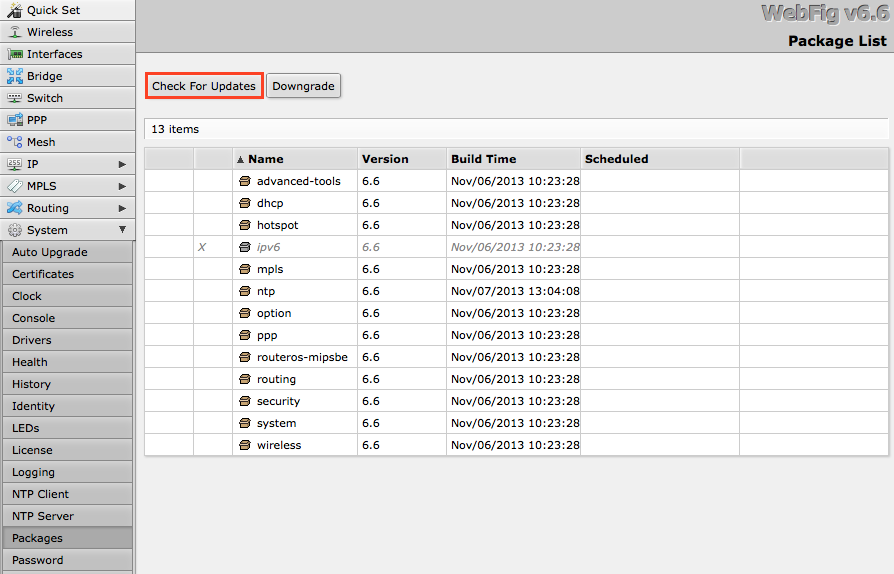 Quick Set
Wireless
Interfaces
Bridge
Switch
PPP
Mesh
IP
MPLS
Routing
System
Auto Upgrade
Certificates
Clock
Console
Drivers
Health
History
Identity
LEDs
License
Logging
NTP Client
NTP Server
Packages
Password
WebFig v6.6
Package List
Check For Updates Downgrade
13 items
Name Version Build Time Scheduled
advanced-tools 6.6 Nov/06/2013 10:23:28
dhcp 6.6 Nov/06/2013 10:23:28
hotspot 6.6 Nov/06/2013 10:23:28
X ipv6 6.6 Nov/06/2013 10:23:28
mpls 6.6 Nov/06/2013 10:23:28
ntp 6.6 Nov/07/2013 13:04:08
option 6.6 Nov/06/2013 10:23:28
ppp 6.6 Nov/06/2013 10:23:28
routeros-mipsbe 6.6 Nov/06/2013 10:23:28
routing 6.6 Nov/06/2013 10:23:28
security 6.6 Nov/06/2013 10:23:28
system 6.6 Nov/06/2013 10:23:28
wireless 6.6 Nov/06/2013 10:23:28